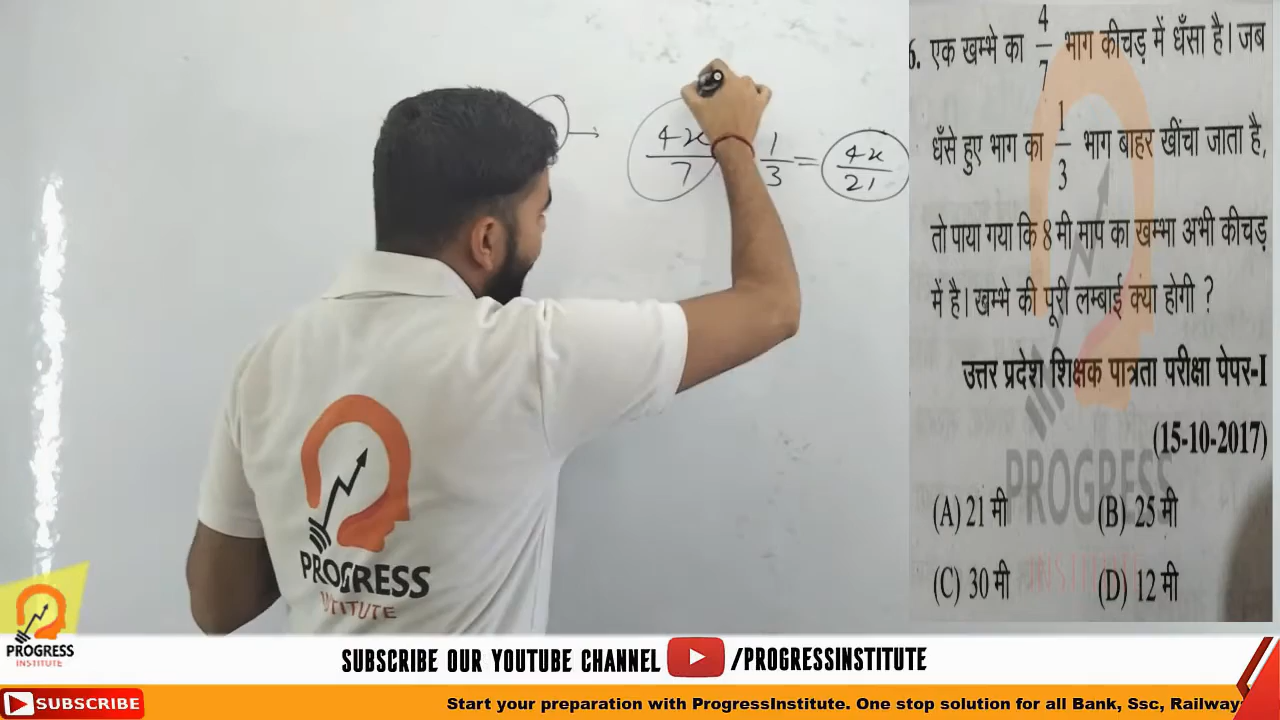 6. एक खम्भे का 4/7 भाग कीचड़ में धँसा है। जब
धँसे हुए भाग का 1/3 भाग बाहर खींचा जाता है,
तो पाया गया कि 8 मी माप का खम्भा अभी कीचड़
में है। खम्भे की पूरी लम्बाई क्या होगी ?
उत्तर प्रदेश शिक्षक पात्रता परीक्षा पेपर-I
(15-10-2017)
(A) 21 मी (B) 25 मी
(C) 30 मी (D) 12 मी
PROGRESS
INSTITUTE
4x/7 1/3 = 4x/21
PROGRESS
INSTITUTE
PROGRESS
INSTITUTE
SUBSCRIBE OUR YOUTUBE CHANNEL /PROGRESSINSTITUTE
SUBSCRIBE
Start your preparation with ProgressInstitute. One stop solution for all Bank, Ssc, Railway